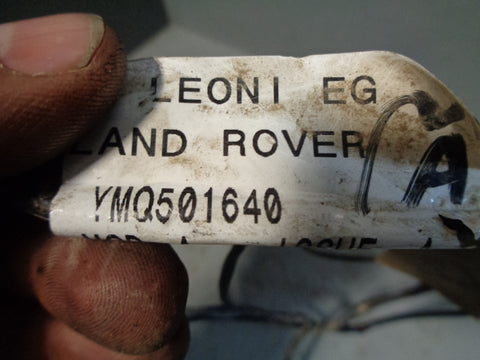 LEONI EG
LAND ROVER
YMQ501640
A